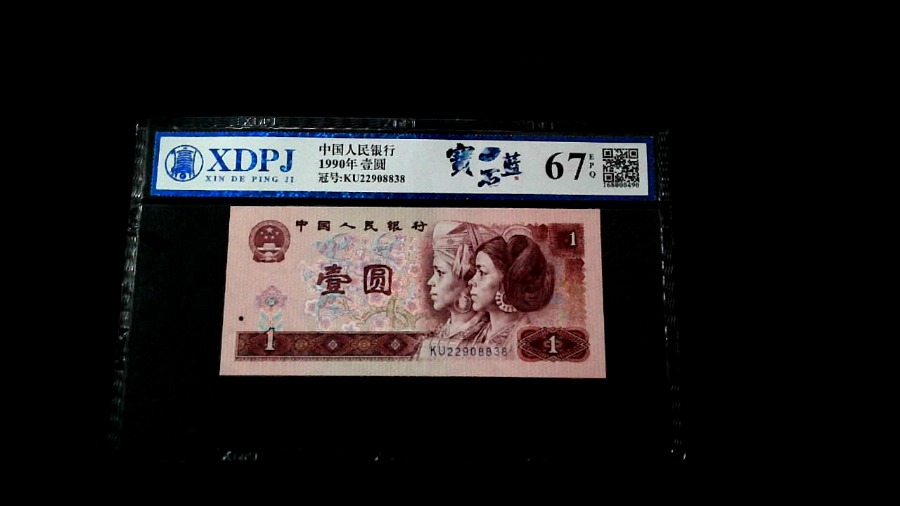 XDPJ
XIN DE PING JI
中国人民银行
1990年 壹圆
冠号:KU22908838
67
EPQ
168000490
中国人民银行
1
壹圆
1
KU22908838
1